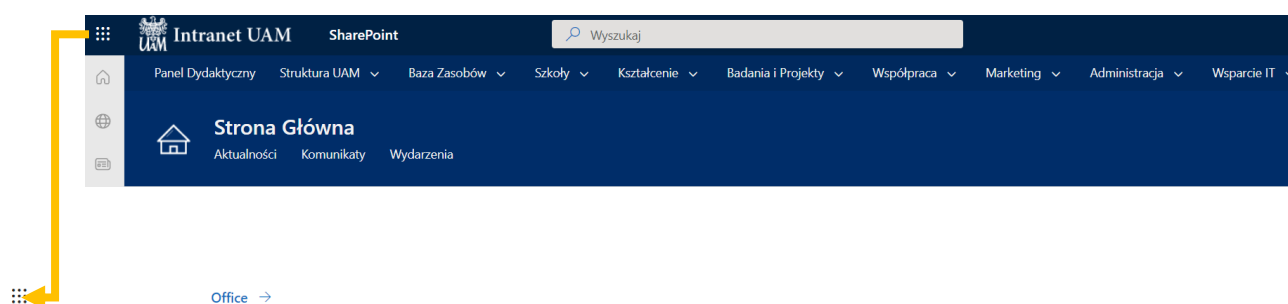 UAM Intranet UAM SharePoint Wyszukaj
Panel Dydaktyczny Struktura UAM Baza Zasobów Szkoły Kształcenie Badania i Projekty Współpraca Marketing Administracja Wsparcie IT
Strona Główna
Aktualności Komunikaty Wydarzenia
Office →